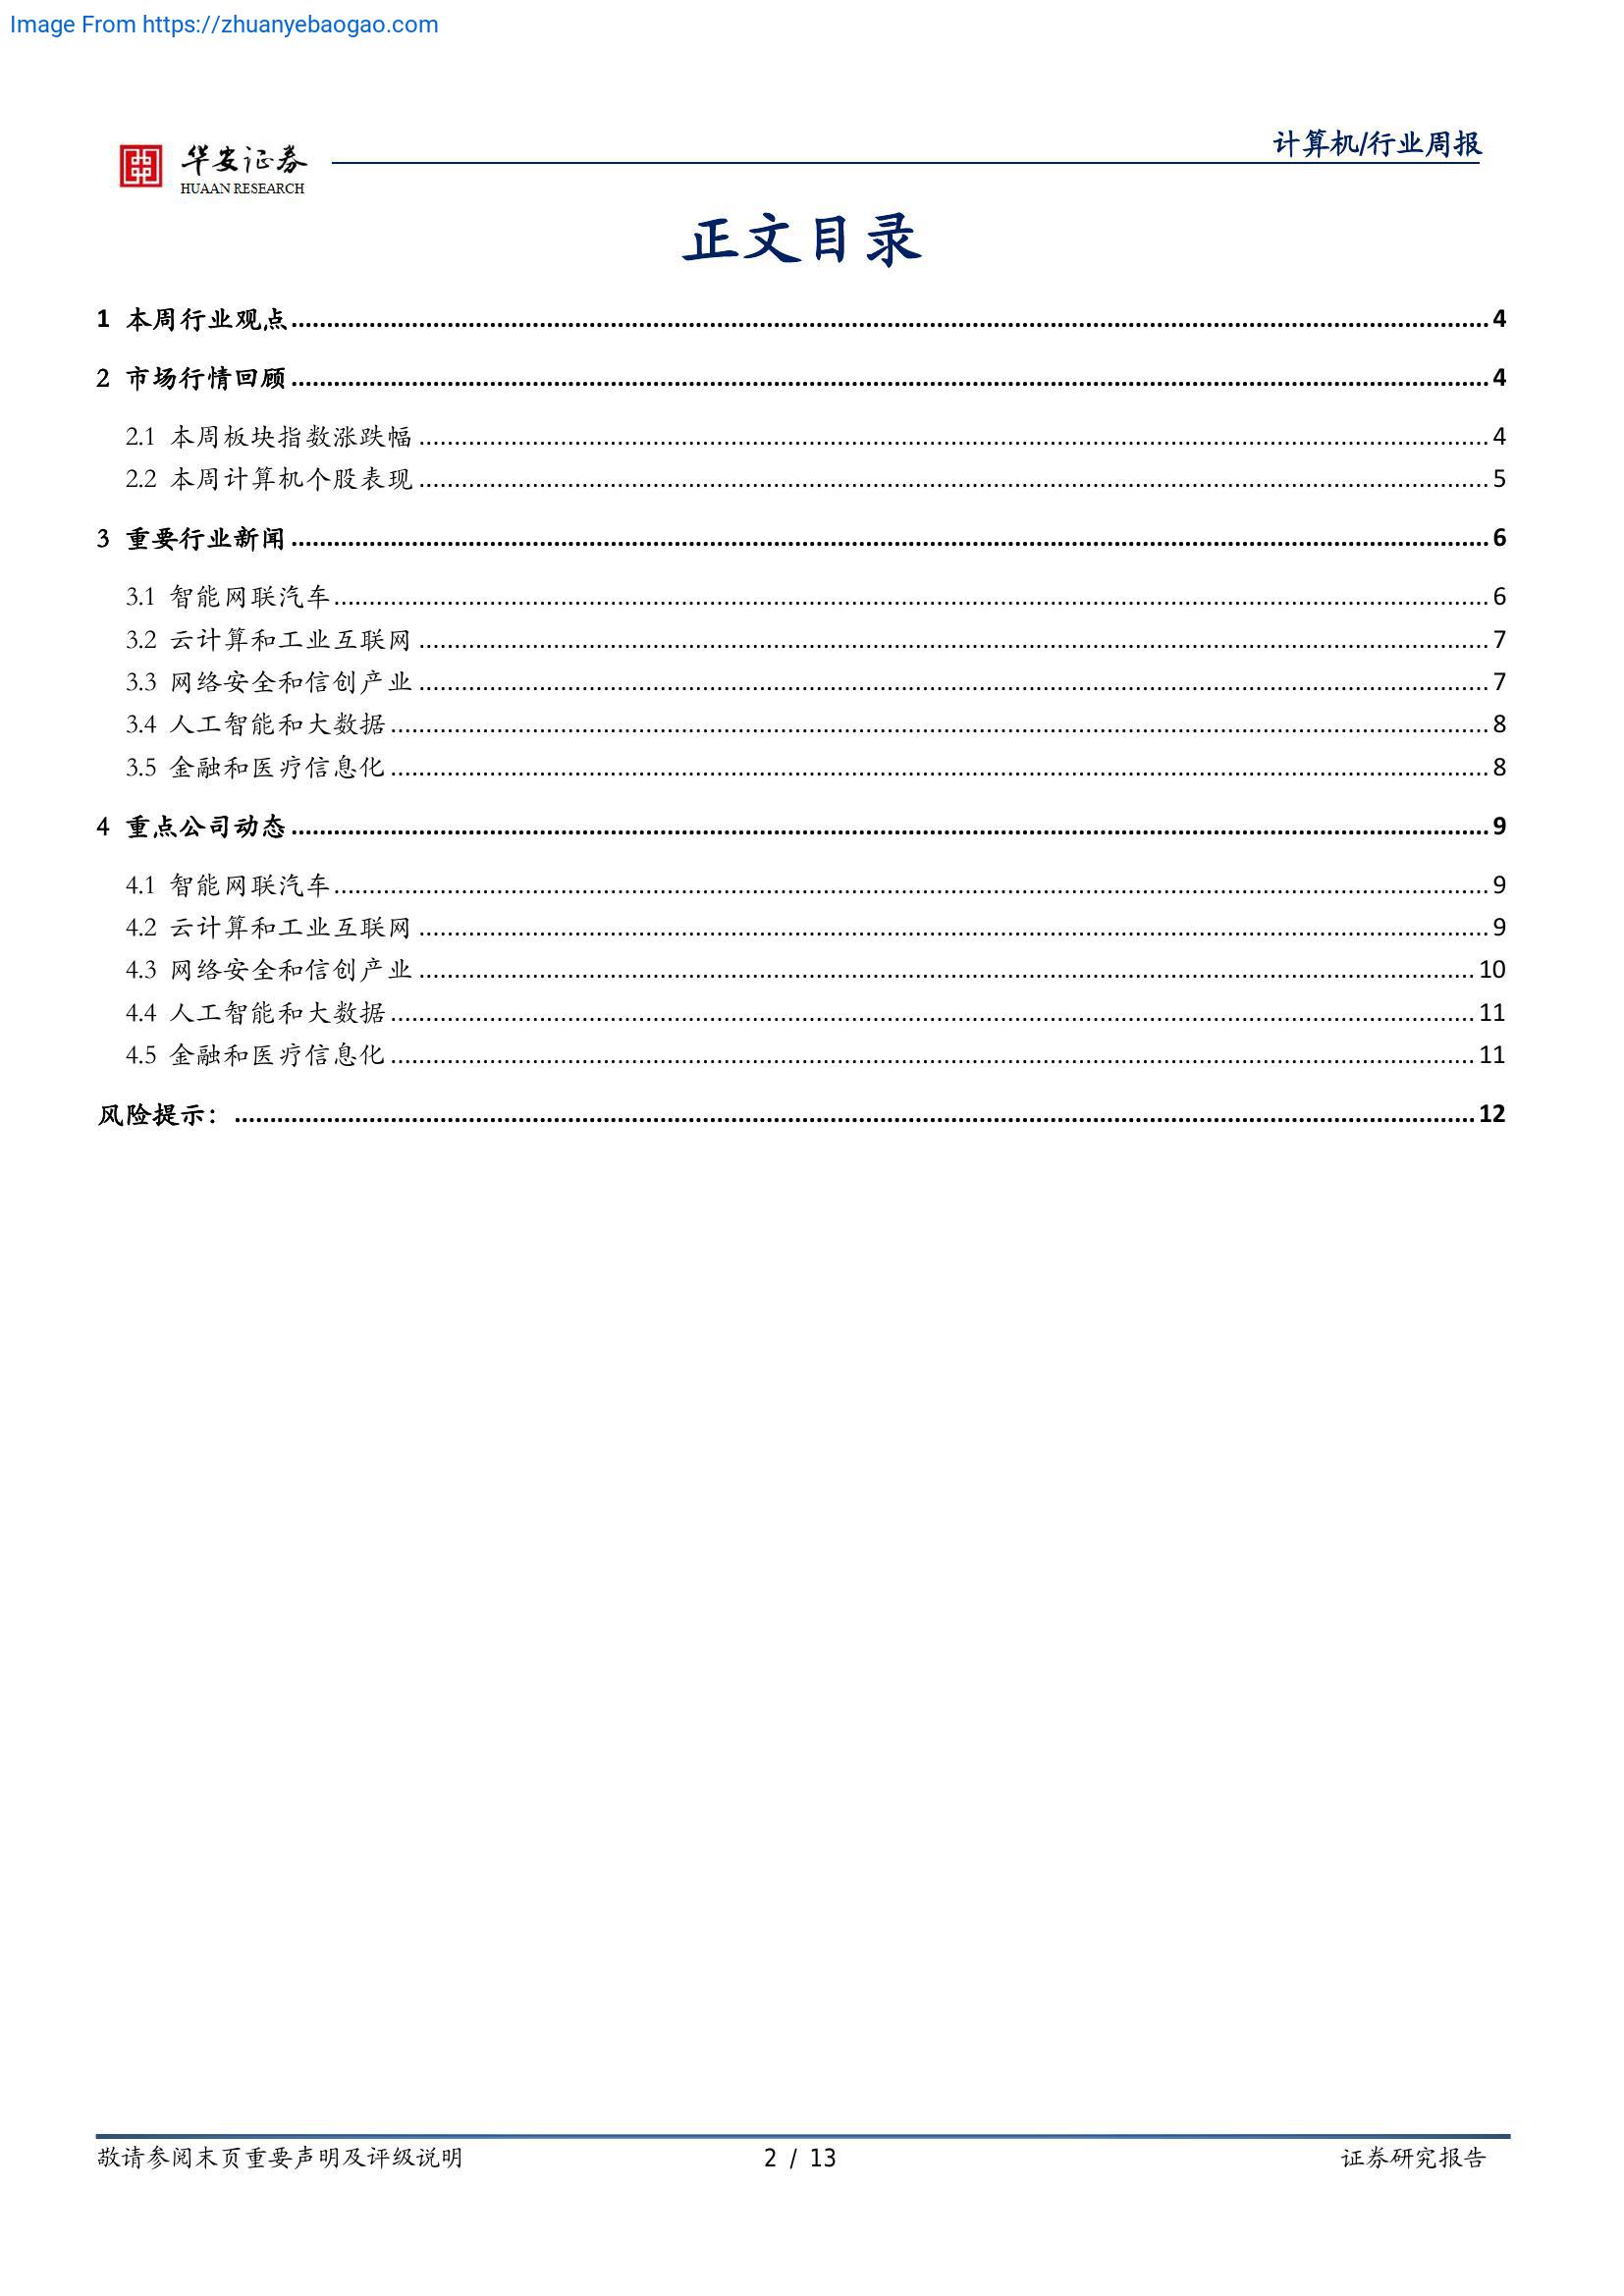 Image From https://zhuanyebaogao.com
华安证券
HUAAN RESEARCH
计算机/行业周报
正文目录
1 本周行业观点 4
2 市场行情回顾 4
2.1 本周板块指数涨跌幅 4
2.2 本周计算机个股表现 5
3 重要行业新闻 6
3.1 智能网联汽车 6
3.2 云计算和工业互联网 7
3.3 网络安全和信创产业 7
3.4 人工智能和大数据 8
3.5 金融和医疗信息化 8
4 重点公司动态 9
4.1 智能网联汽车 9
4.2 云计算和工业互联网 9
4.3 网络安全和信创产业 10
4.4 人工智能和大数据 11
4.5 金融和医疗信息化 11
风险提示： 12
敬请参阅末页重要声明及评级说明 2 / 13 证券研究报告